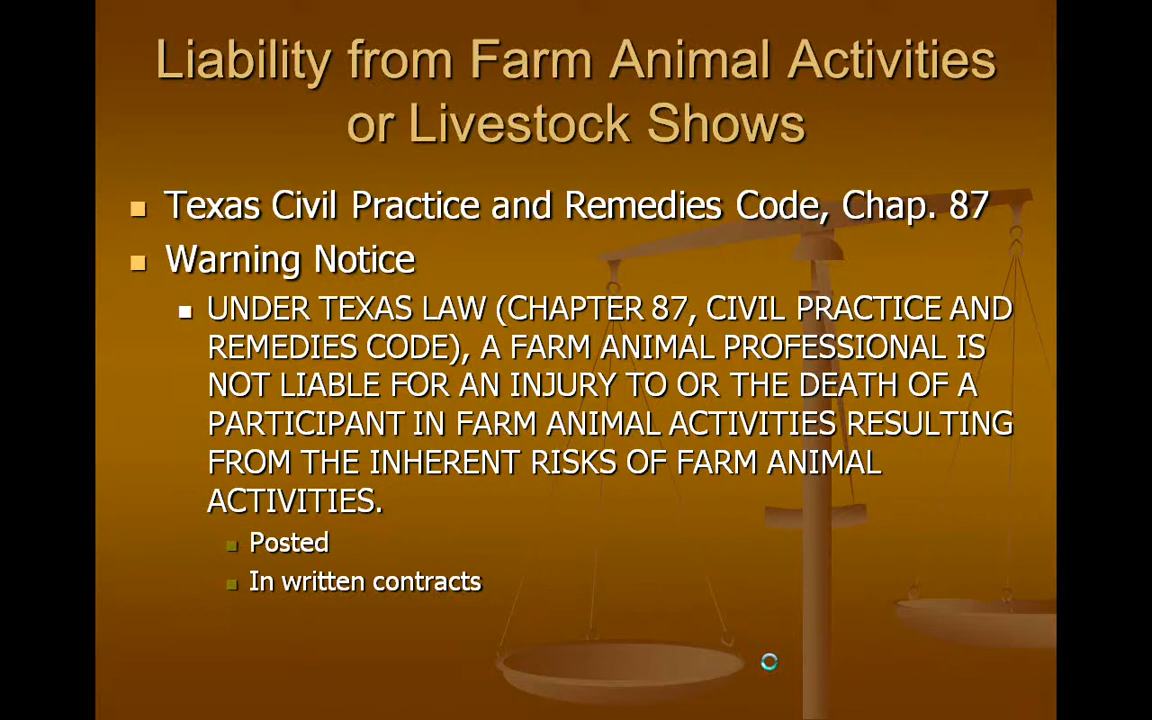 Liability from Farm Animal Activities
or Livestock Shows
Texas Civil Practice and Remedies Code, Chap. 87
Warning Notice
UNDER TEXAS LAW (CHAPTER 87, CIVIL PRACTICE AND
REMEDIES CODE), A FARM ANIMAL PROFESSIONAL IS
NOT LIABLE FOR AN INJURY TO OR THE DEATH OF A
PARTICIPANT IN FARM ANIMAL ACTIVITIES RESULTING
FROM THE INHERENT RISKS OF FARM ANIMAL
ACTIVITIES.
Posted
In written contracts